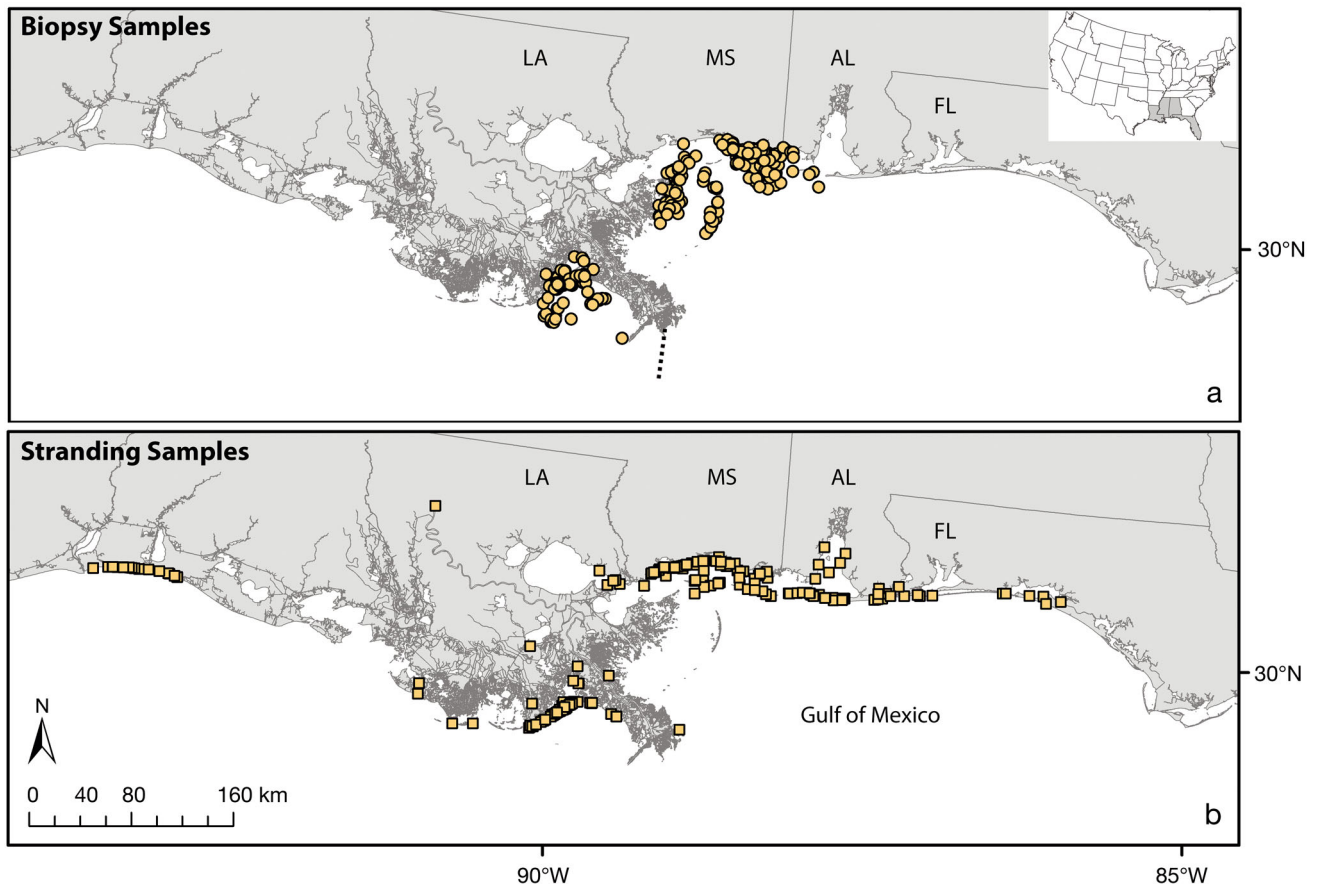 Biopsy Samples
LA
MS
AL
FL
30°N
a
Stranding Samples
LA
MS
AL
FL
30°N
Gulf of Mexico
N
0 40 80 160 km
b
90°W 85°W